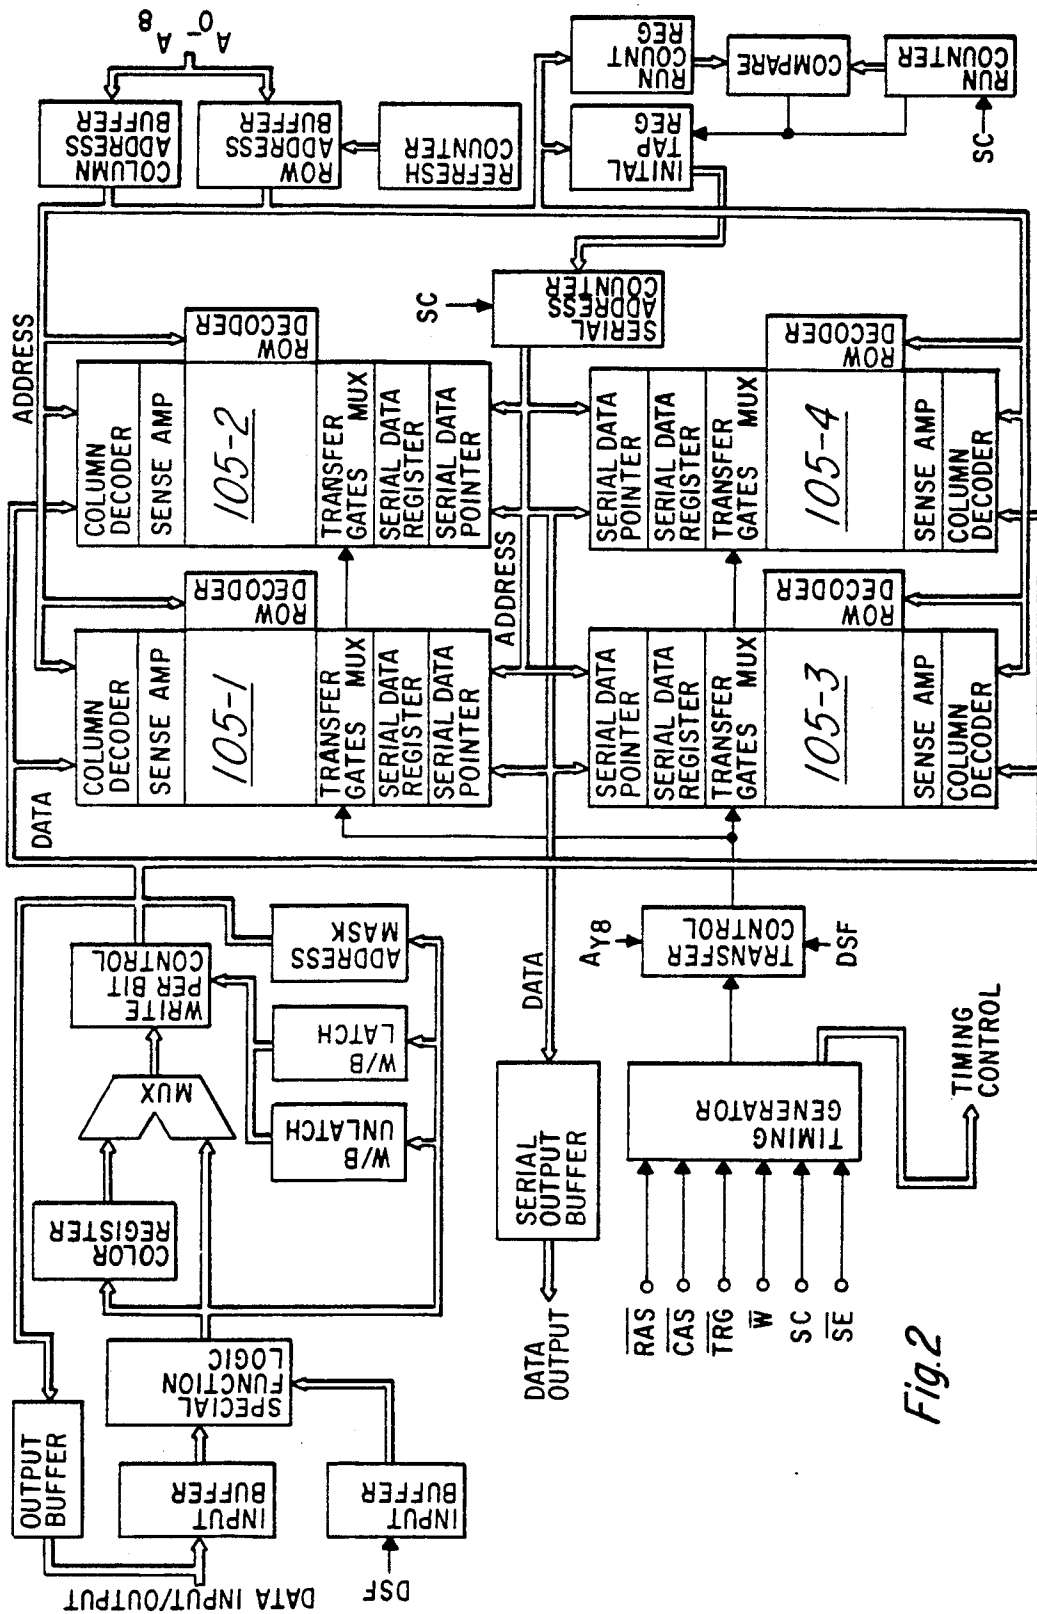 DATA INPUT/OUTPUT
OUTPUT
BUFFER
INPUT
BUFFER
DSF
INPUT
BUFFER
SPECIAL
FUNCTION
LOGIC
COLOR
REGISTER
MUX
WRITE
PER BIT
CONTROL
W/B
UNLATCH
W/B
LATCH
ADDRESS
MASK
DATA
ADDRESS
COLUMN
DECODER
SENSE AMP
105-1
TRANSFER
GATES MUX
SERIAL DATA
REGISTER
SERIAL DATA
POINTER
ROW
DECODER
COLUMN
DECODER
SENSE AMP
105-2
TRANSFER
GATES MUX
SERIAL DATA
REGISTER
SERIAL DATA
POINTER
ROW
DECODER
COLUMN
ADDRESS
BUFFER
ROW
ADDRESS
BUFFER
A0-
A8
REFRESH
COUNTER
DATA
OUTPUT
SERIAL
OUTPUT
BUFFER
DATA
ADDRESS
SC
SERIAL
ADDRESS
COUNTER
INITAL
TAP
REG
RUN
COUNT
REG
COMPARE
RUN
COUNTER
SC
SERIAL DATA
POINTER
SERIAL DATA
REGISTER
TRANSFER
GATES MUX
105-3
SENSE AMP
COLUMN
DECODER
ROW
DECODER
SERIAL DATA
POINTER
SERIAL DATA
REGISTER
TRANSFER
GATES MUX
105-4
SENSE AMP
COLUMN
DECODER
ROW
DECODER
RAS
CAS
TRG
W
SC
SE
TIMING
GENERATOR
AY8
TRANSFER
CONTROL
DSF
TIMING
CONTROL
Fig.2